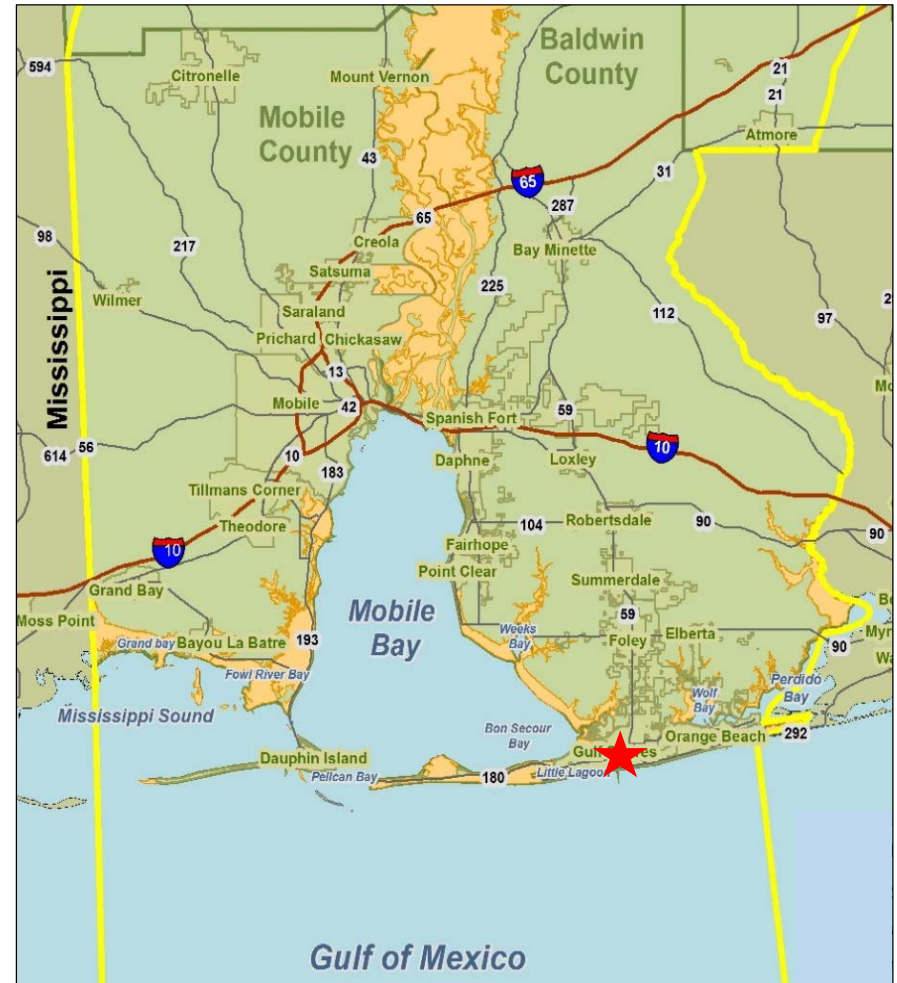 Baldwin
County
21
21
594
Citronelle
Mount Vernon
Mobile
County
Atmore
43
31
65
287
65
98
217
Creola
Bay Minette
Satsuma
225
Mississippi
Wilmer
Saraland
112
97
Prichard
Chickasaw
13
Mobile
42
Spanish Fort
59
614
56
10
Daphne
Loxley
10
183
Tillmans Corner
Theodore
104
Robertsdale
90
90
10
Fairhope
Point Clear
Summerdale
Grand Bay
Mobile
Bay
59
Moss Point
Weeks
Bay
Foley
Elberta
Grand bay
Bayou La Batre
193
90
Fowl River Bay
Wolf
Bay
Perdido
Bay
Mississippi Sound
Bon Secour
Bay
Orange Beach
292
Dauphin Island
Pelican Bay
180
Little Lagoon
Gulf of Mexico